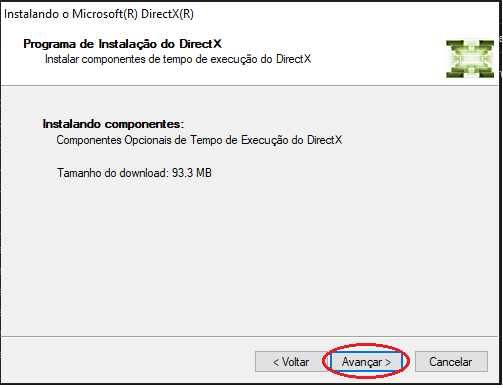 Instalando o Microsoft(R) DirectX(R)
Programa de Instalação do DirectX
Instalar componentes de tempo de execução do DirectX
Instalando componentes:
Componentes Opcionais de Tempo de Execução do DirectX
Tamanho do download: 93.3 MB
< Voltar Avançar > Cancelar